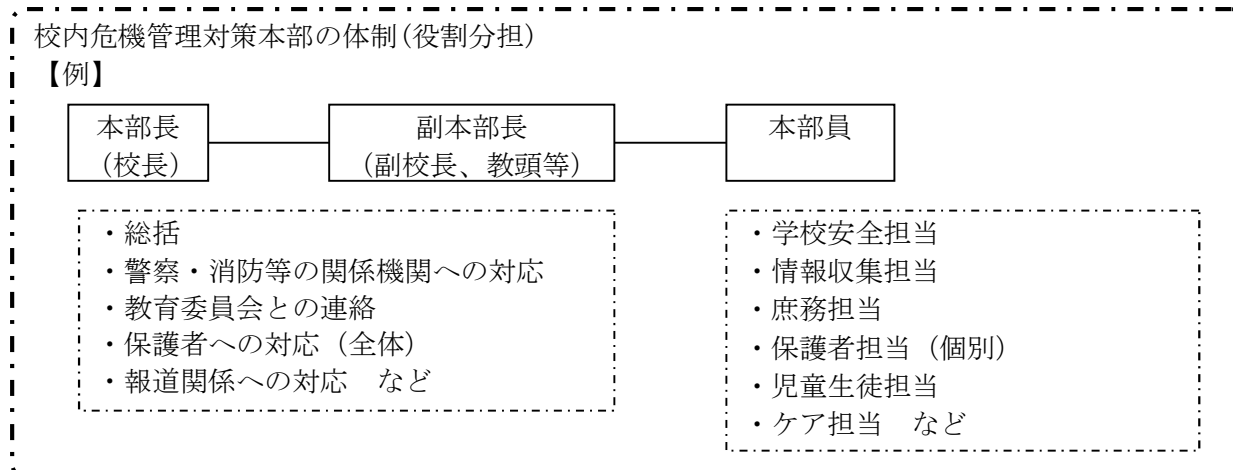 校内危機管理対策本部の体制(役割分担)
【例】
本部長
（校長）
副本部長
（副校長、教頭等）
本部員
・総括
・警察・消防等の関係機関への対応
・教育委員会との連絡
・保護者への対応（全体）
・報道関係への対応　など
・学校安全担当
・情報収集担当
・庶務担当
・保護者担当（個別）
・児童生徒担当
・ケア担当　など